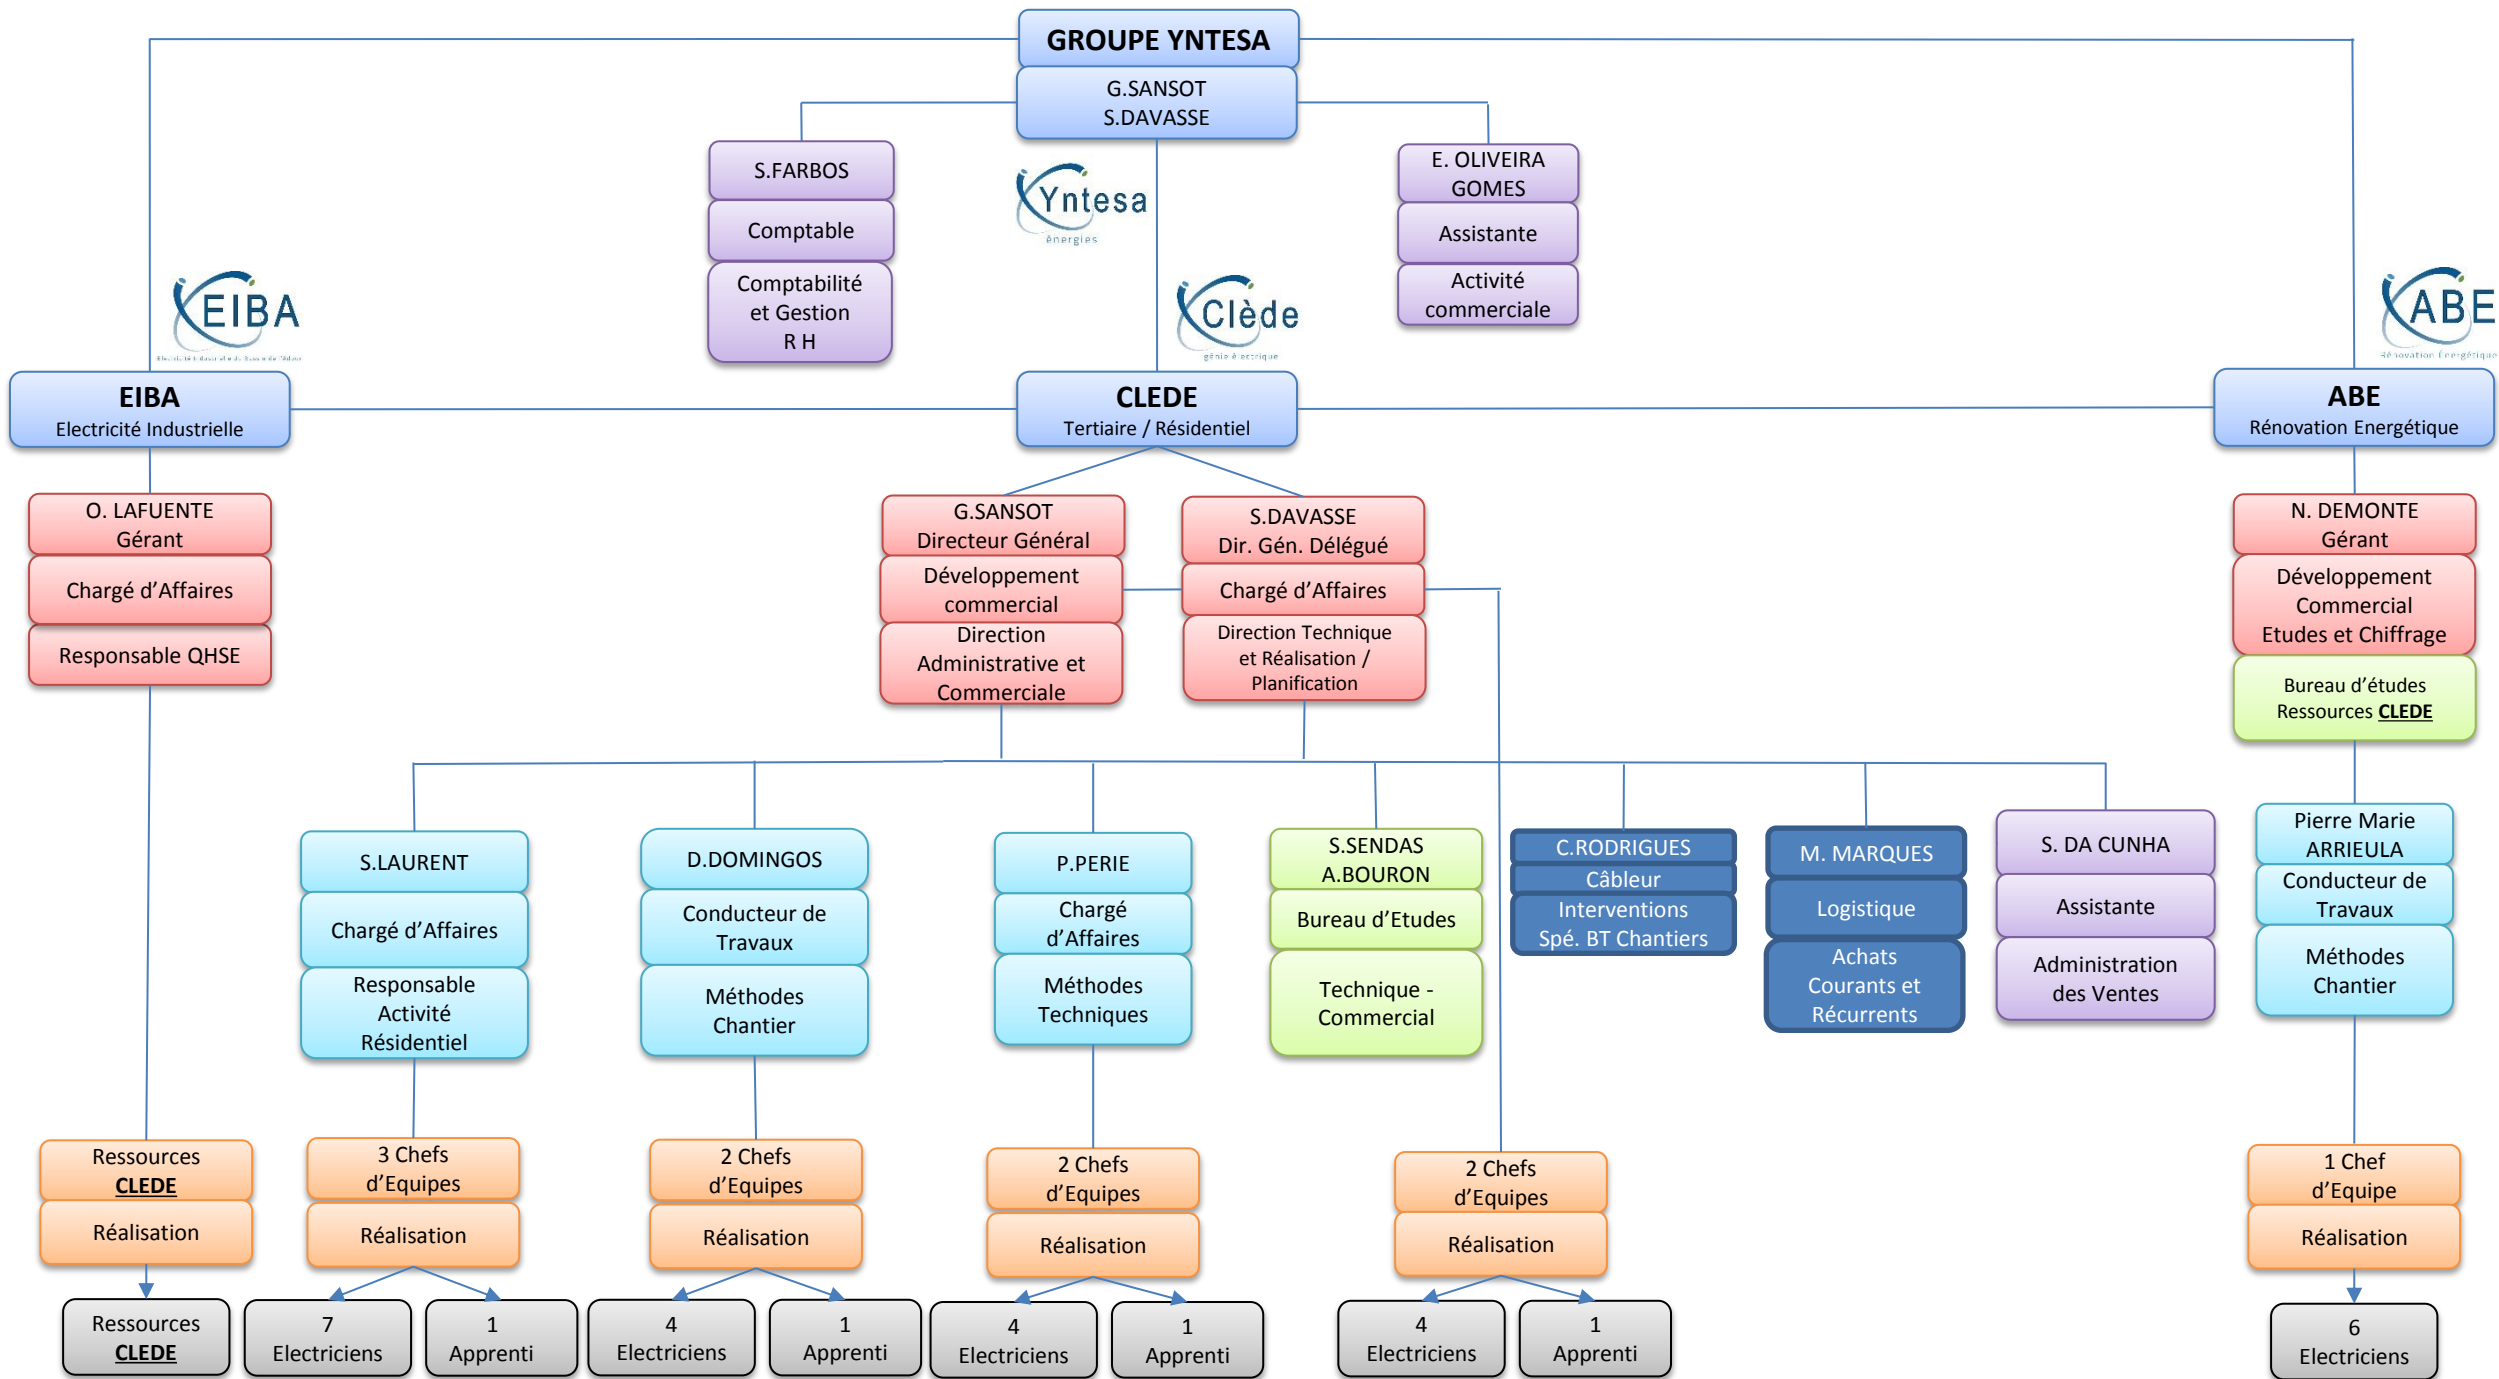 GROUPE YNTESA
G.SANSOT
S.DAVASSE
S.FARBOS
Comptable
Comptabilité
et Gestion
R H
Yntesa
énergies
E. OLIVEIRA
GOMES
Assistante
Activité
commerciale
EIBA
Clède
génie électrique
ABE
Rénovation Énergétique
EIBA
Electricité Industrielle
CLEDE
Tertiaire / Résidentiel
ABE
Rénovation Energétique
O. LAFUENTE
Gérant
Chargé d’Affaires
Responsable QHSE
G.SANSOT
Directeur Général
Développement
commercial
Direction
Administrative et
Commerciale
S.DAVASSE
Dir. Gén. Délégué
Chargé d’Affaires
Direction Technique
et Réalisation /
Planification
N. DEMONTE
Gérant
Développement
Commercial
Etudes et Chiffrage
Bureau d’études
Ressources CLEDE
S.LAURENT
Chargé d’Affaires
Responsable
Activité
Résidentiel
D.DOMINGOS
Conducteur de
Travaux
Méthodes
Chantier
P.PERIE
Chargé
d’Affaires
Méthodes
Techniques
S.SENDAS
A.BOURON
Bureau d’Etudes
Technique -
Commercial
C.RODRIGUES
Câbleur
Interventions
Spé. BT Chantiers
M. MARQUES
Logistique
Achats
Courants et
Récurrents
S. DA CUNHA
Assistante
Administration
des Ventes
Pierre Marie
ARRIEULA
Conducteur de
Travaux
Méthodes
Chantier
Ressources
CLEDE
Réalisation
3 Chefs
d’Equipes
Réalisation
2 Chefs
d’Equipes
Réalisation
2 Chefs
d’Equipes
Réalisation
2 Chefs
d’Equipes
Réalisation
1 Chef
d’Equipe
Réalisation
Ressources
CLEDE
7
Electriciens
1
Apprenti
4
Electriciens
1
Apprenti
4
Electriciens
1
Apprenti
4
Electriciens
1
Apprenti
6
Electriciens